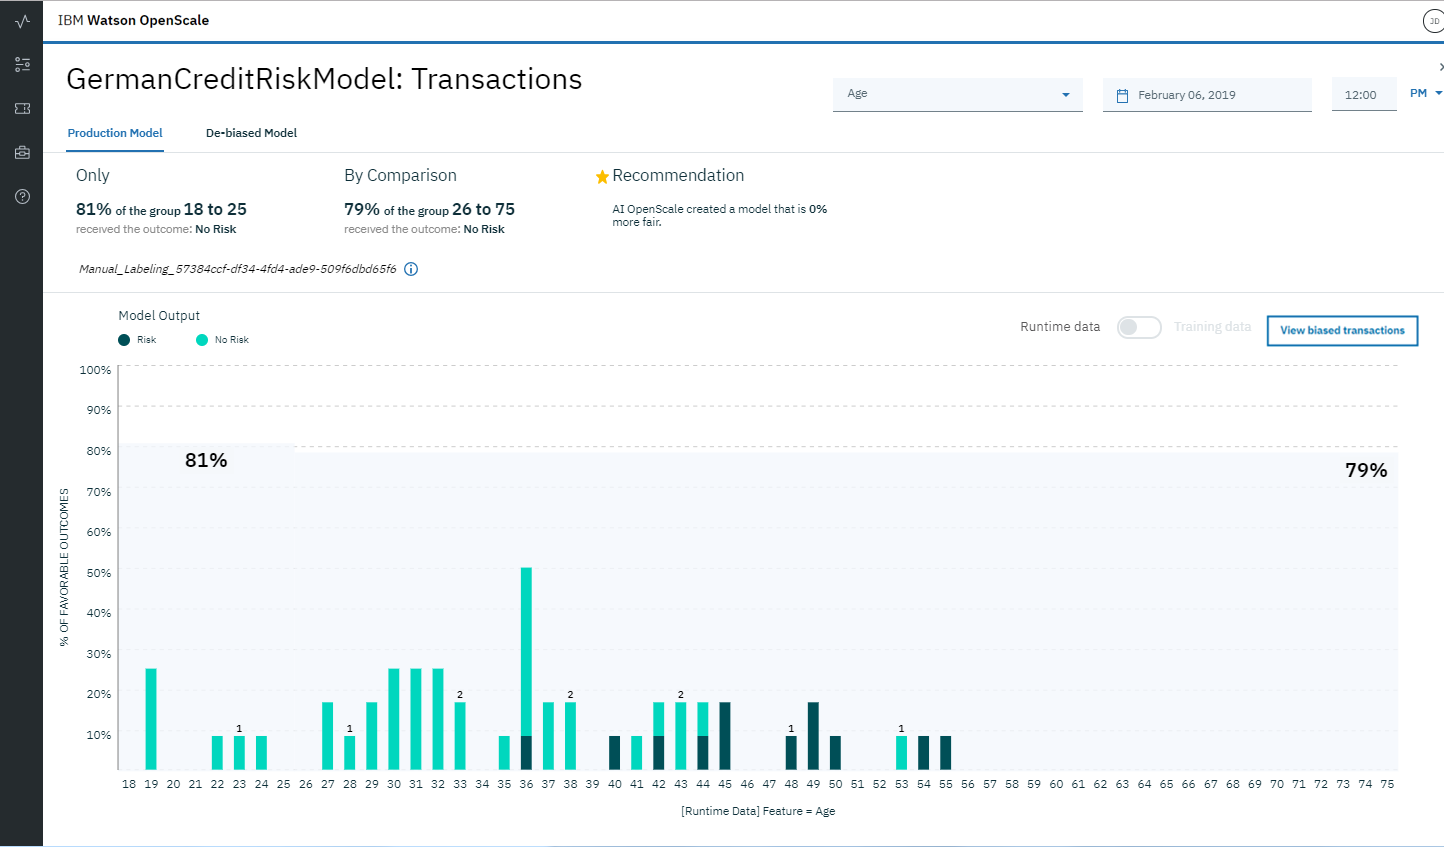 IBM Watson OpenScale
JD
GermanCreditRiskModel: Transactions
Age
February 06, 2019
12:00
PM
Production Model
De-biased Model
Only
81% of the group 18 to 25
received the outcome: No Risk
By Comparison
79% of the group 26 to 75
received the outcome: No Risk
Recommendation
AI OpenScale created a model that is 0%
more fair.
Manual_Labeling_57384ccf-df34-4fd4-ade9-509f6dbd65f6
Model Output
Risk
No Risk
Runtime data
Training data
View biased transactions
% OF FAVORABLE OUTCOMES
100%
90%
80%
70%
60%
50%
40%
30%
20%
10%
81%
79%
2
2
2
1
1
1
1
18 19 20 21 22 23 24 25 26 27 28 29 30 31 32 33 34 35 36 37 38 39 40 41 42 43 44 45 46 47 48 49 50 51 52 53 54 55 56 57 58 59 60 61 62 63 64 65 66 67 68 69 70 71 72 73 74 75
[Runtime Data] Feature = Age